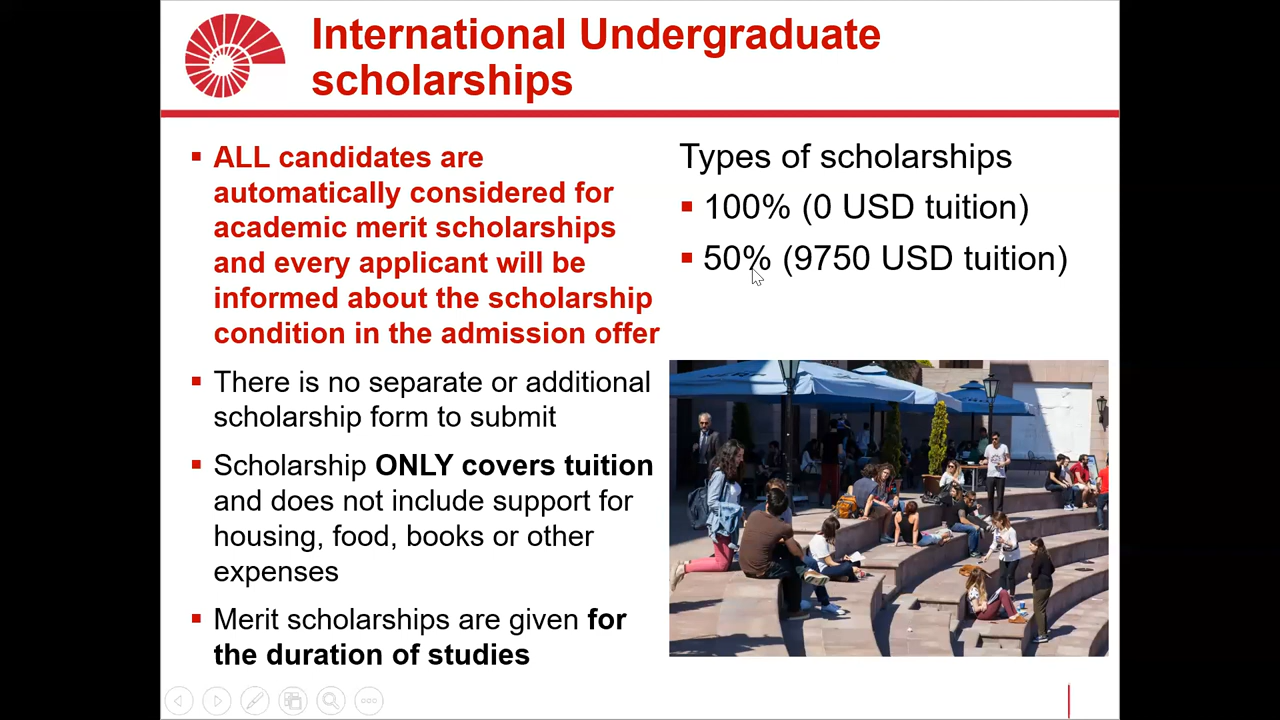 International Undergraduate
scholarships
ALL candidates are
automatically considered for
academic merit scholarships
and every applicant will be
informed about the scholarship
condition in the admission offer
There is no separate or additional
scholarship form to submit
Scholarship ONLY covers tuition
and does not include support for
housing, food, books or other
expenses
Merit scholarships are given for
the duration of studies
Types of scholarships
100% (0 USD tuition)
50% (9750 USD tuition)